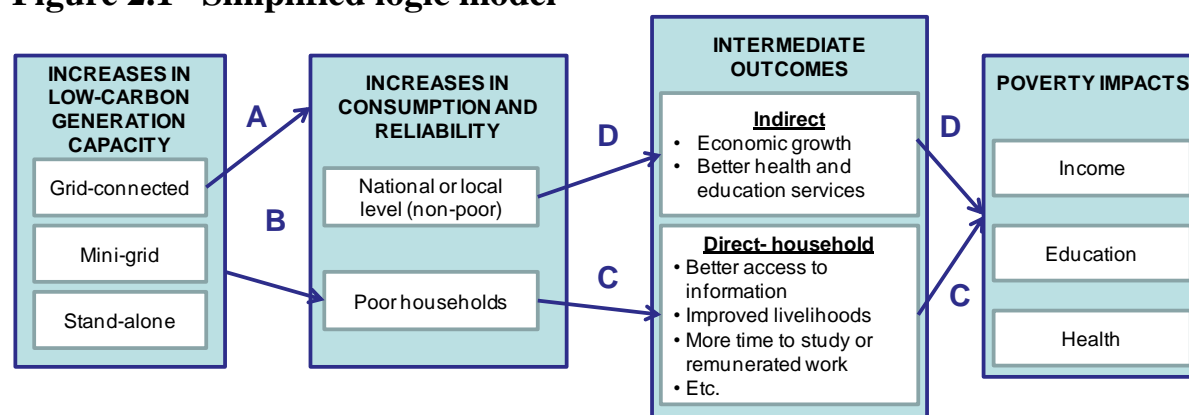 Figure 2.1 Simplified logic model
INCREASES IN
LOW-CARBON
GENERATION
CAPACITY
Grid-connected
Mini-grid
Stand-alone
A
B
INCREASES IN
CONSUMPTION AND
RELIABILITY
National or local
level (non-poor)
Poor households
D
C
INTERMEDIATE
OUTCOMES
Indirect
• Economic growth
• Better health and
education services
Direct- household
• Better access to
information
• Improved livelihoods
• More time to study or
remunerated work
• Etc.
D
C
POVERTY IMPACTS
Income
Education
Health